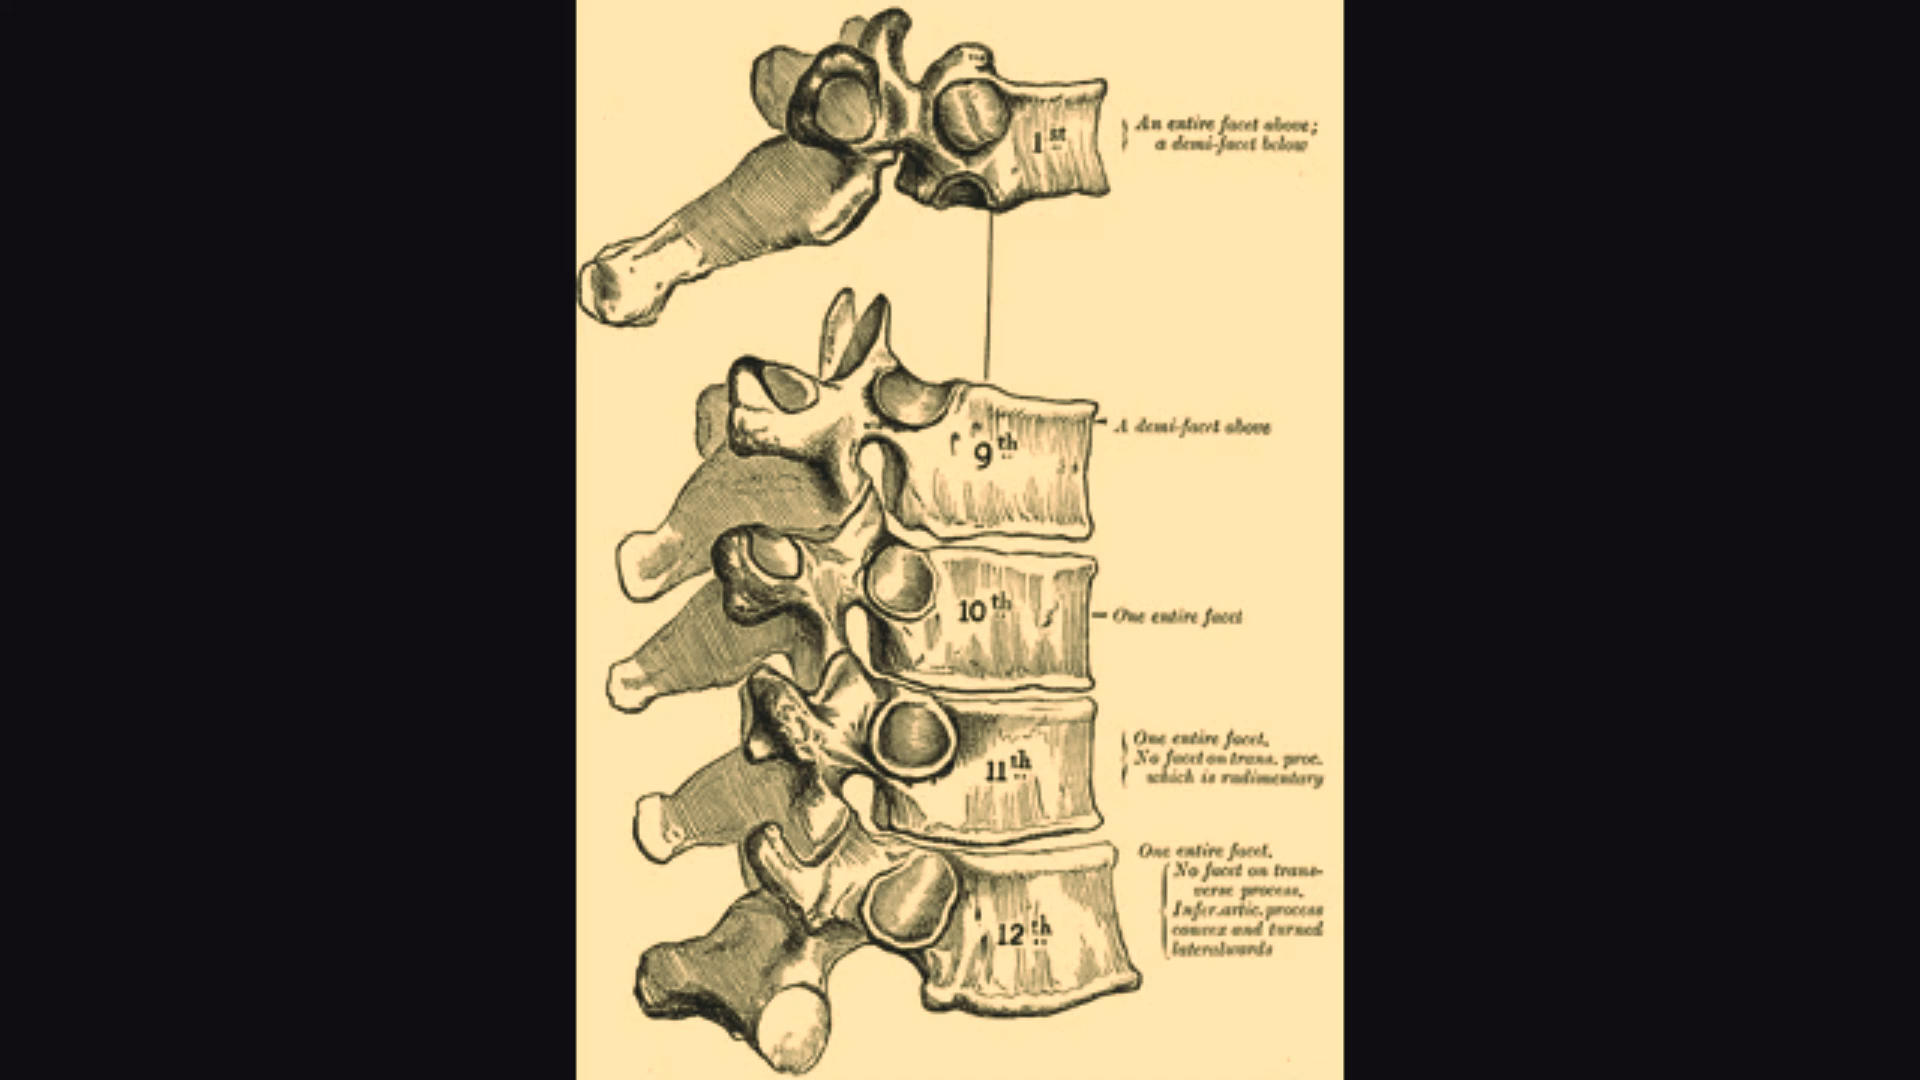 1st
An entire facet above;
a demi-facet below
9th
A demi-facet above
10th
One entire facet
11th
One entire facet.
No facet on trans. proc.
which is rudimentary
12th
One entire facet.
No facet on trans-
verse process.
Infer. artic. process
convex and turned
lateralwards